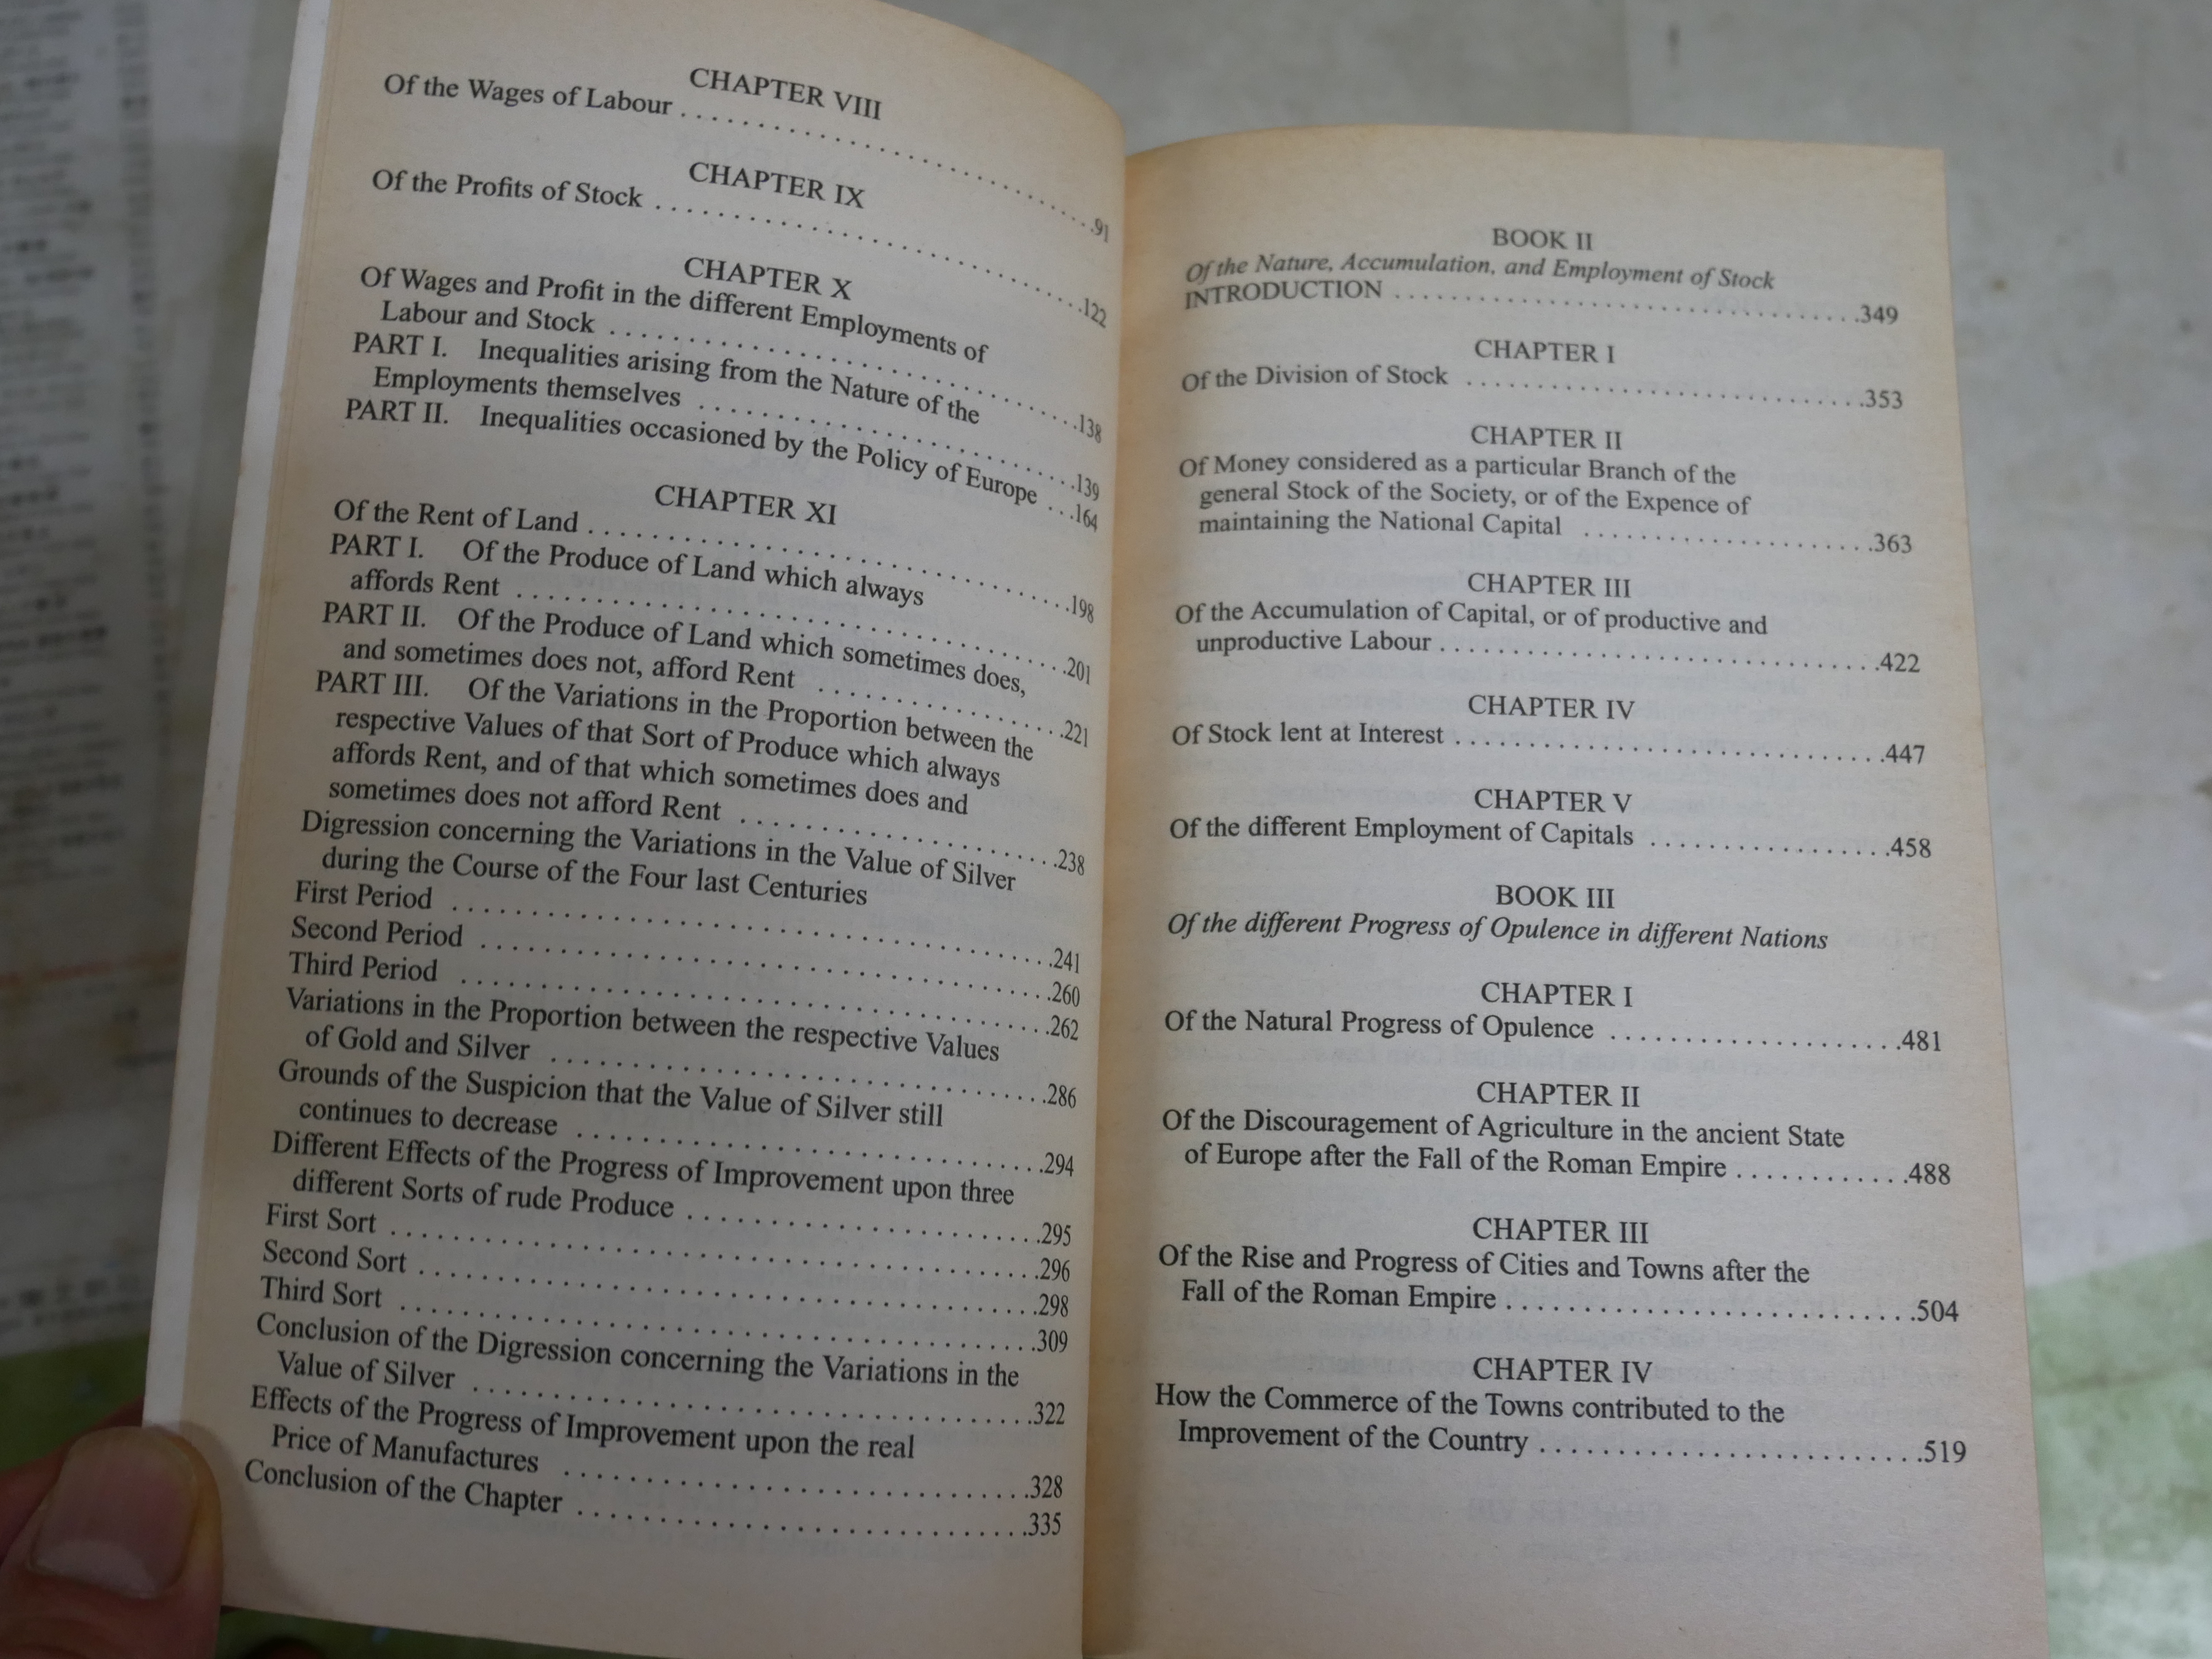 CHAPTER VIII
Of the Wages of Labour . . . . . . . . . . . . . . . . . . . . . . . . . . . . . . . . . .91
CHAPTER IX
Of the Profits of Stock . . . . . . . . . . . . . . . . . . . . . . . . . . . . . . . . . .122
CHAPTER X
Of Wages and Profit in the different Employments of
Labour and Stock . . . . . . . . . . . . . . . . . . . . . . . . . . . . . . . . . . .138
PART I. Inequalities arising from the Nature of the
Employments themselves . . . . . . . . . . . . . . . . . . . . . . . . . . . .139
PART II. Inequalities occasioned by the Policy of Europe . . .164
CHAPTER XI
Of the Rent of Land . . . . . . . . . . . . . . . . . . . . . . . . . . . . . . . . . . .198
PART I. Of the Produce of Land which always
affords Rent . . . . . . . . . . . . . . . . . . . . . . . . . . . . . . . . . . . . . . .201
PART II. Of the Produce of Land which sometimes does,
and sometimes does not, afford Rent . . . . . . . . . . . . . . . . . .221
PART III. Of the Variations in the Proportion between the
respective Values of that Sort of Produce which always
affords Rent, and of that which sometimes does and
sometimes does not afford Rent . . . . . . . . . . . . . . . . . . . . . .238
Digression concerning the Variations in the Value of Silver
during the Course of the Four last Centuries
First Period . . . . . . . . . . . . . . . . . . . . . . . . . . . . . . . . . . . . . . . .241
Second Period . . . . . . . . . . . . . . . . . . . . . . . . . . . . . . . . . . . . . .260
Third Period . . . . . . . . . . . . . . . . . . . . . . . . . . . . . . . . . . . . . . .262
Variations in the Proportion between the respective Values
of Gold and Silver . . . . . . . . . . . . . . . . . . . . . . . . . . . . . . . . .286
Grounds of the Suspicion that the Value of Silver still
continues to decrease . . . . . . . . . . . . . . . . . . . . . . . . . . . . . . .294
Different Effects of the Progress of Improvement upon three
different Sorts of rude Produce . . . . . . . . . . . . . . . . . . . . . . .295
First Sort . . . . . . . . . . . . . . . . . . . . . . . . . . . . . . . . . . . . . . . . . .296
Second Sort . . . . . . . . . . . . . . . . . . . . . . . . . . . . . . . . . . . . . . . .298
Third Sort . . . . . . . . . . . . . . . . . . . . . . . . . . . . . . . . . . . . . . . . .309
Conclusion of the Digression concerning the Variations in the
Value of Silver . . . . . . . . . . . . . . . . . . . . . . . . . . . . . . . . . . . .322
Effects of the Progress of Improvement upon the real
Price of Manufactures . . . . . . . . . . . . . . . . . . . . . . . . . . . . . .328
Conclusion of the Chapter . . . . . . . . . . . . . . . . . . . . . . . . . . . . .335
BOOK II
Of the Nature, Accumulation, and Employment of Stock
INTRODUCTION . . . . . . . . . . . . . . . . . . . . . . . . . . . . . . . . . . .349
CHAPTER I
Of the Division of Stock . . . . . . . . . . . . . . . . . . . . . . . . . . . . . .353
CHAPTER II
Of Money considered as a particular Branch of the
general Stock of the Society, or of the Expence of
maintaining the National Capital . . . . . . . . . . . . . . . . . . . . . .363
CHAPTER III
Of the Accumulation of Capital, or of productive and
unproductive Labour . . . . . . . . . . . . . . . . . . . . . . . . . . . . . . . .422
CHAPTER IV
Of Stock lent at Interest . . . . . . . . . . . . . . . . . . . . . . . . . . . . . . .447
CHAPTER V
Of the different Employment of Capitals . . . . . . . . . . . . . . . . .458
BOOK III
Of the different Progress of Opulence in different Nations
CHAPTER I
Of the Natural Progress of Opulence . . . . . . . . . . . . . . . . . . . .481
CHAPTER II
Of the Discouragement of Agriculture in the ancient State
of Europe after the Fall of the Roman Empire . . . . . . . . . . . .488
CHAPTER III
Of the Rise and Progress of Cities and Towns after the
Fall of the Roman Empire . . . . . . . . . . . . . . . . . . . . . . . . . . . .504
CHAPTER IV
How the Commerce of the Towns contributed to the
Improvement of the Country . . . . . . . . . . . . . . . . . . . . . . . . . .519